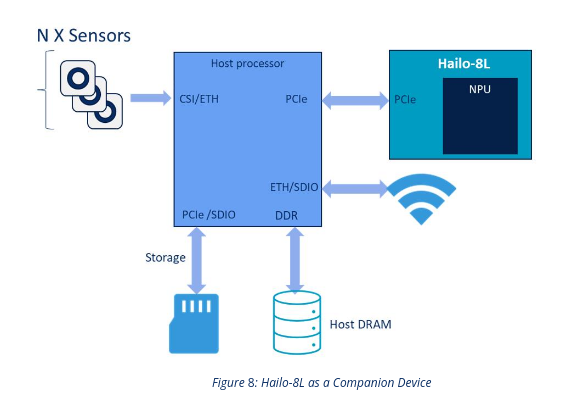 N X Sensors
Host processor
Hailo-8L
NPU
CSI/ETH
PCIe
PCIe
ETH/SDIO
PCIe /SDIO
DDR
Storage
Host DRAM
Figure 8: Hailo-8L as a Companion Device